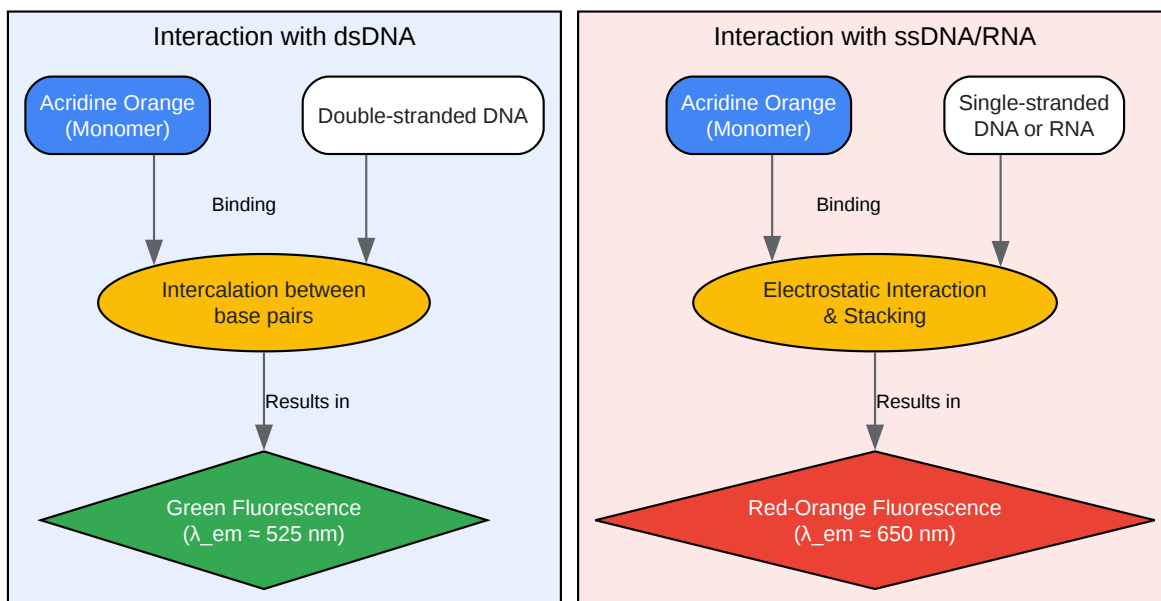 Interaction with dsDNA
Acridine Orange
(Monomer)
Double-stranded DNA
Binding
Intercalation between
base pairs
Results in
Green Fluorescence
(λ_em ≈ 525 nm)
Interaction with ssDNA/RNA
Acridine Orange
(Monomer)
Single-stranded
DNA or RNA
Binding
Electrostatic Interaction
& Stacking
Results in
Red-Orange Fluorescence
(λ_em ≈ 650 nm)